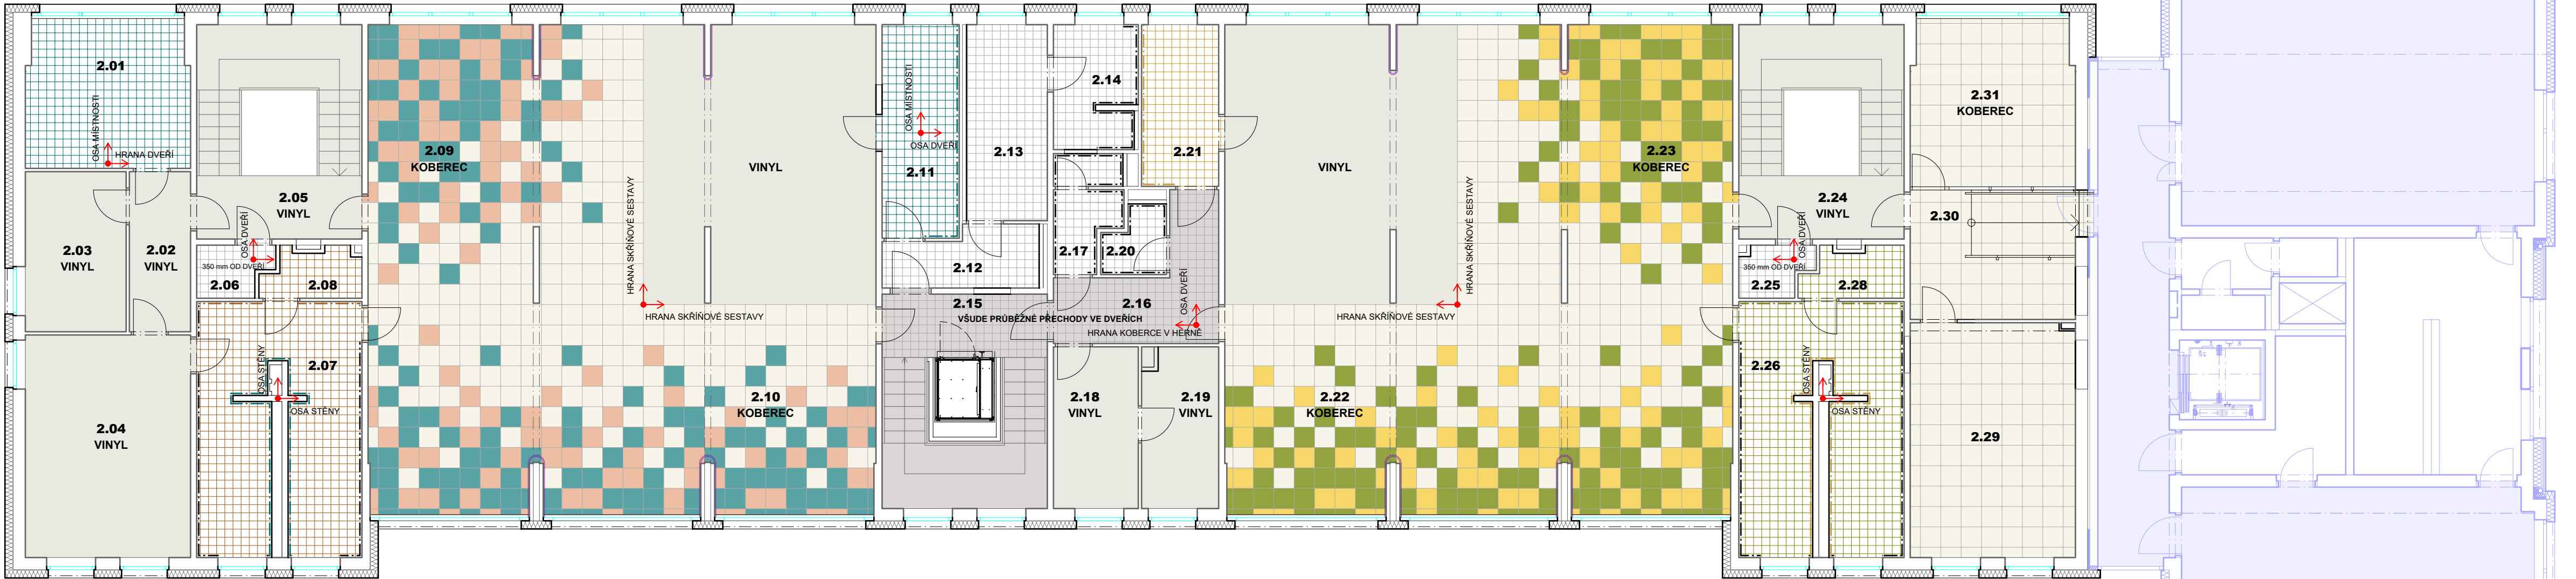 2.01
OSA MÍSTNOSTI
HRANA DVEŘÍ
2.03
VINYL
2.02
VINYL
2.04
VINYL
2.05
VINYL
OSA DVEŘÍ
350 mm OD DVEŘÍ
2.06
2.08
2.07
OSA STĚNY
OSA STĚNY
2.09
KOBEREC
VINYL
HRANA SKŘÍŇOVÉ SESTAVY
HRANA SKŘÍŇOVÉ SESTAVY
2.10
KOBEREC
OSA MÍSTNOSTI
OSA DVEŘÍ
2.11
2.13
2.12
2.14
2.21
2.17
2.20
2.15
2.16
VŠUDE PRŮBĚŽNÉ PŘECHODY VE DVEŘÍCH
OSA DVEŘÍ
HRANA KOBERCE V HERNĚ
2.18
VINYL
2.19
VINYL
VINYL
HRANA SKŘÍŇOVÉ SESTAVY
HRANA SKŘÍŇOVÉ SESTAVY
2.22
KOBEREC
2.23
KOBEREC
2.24
VINYL
OSA DVEŘÍ
350 mm OD DVEŘÍ
2.25
2.28
2.26
OSA STĚNY
OSA STĚNY
2.31
KOBEREC
2.30
2.29